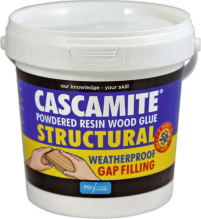 our knowledge - your skill
CASCAMITE®
POWDERED RESIN WOOD GLUE
STRUCTURAL
WEATHERPROOF
GAP FILLING